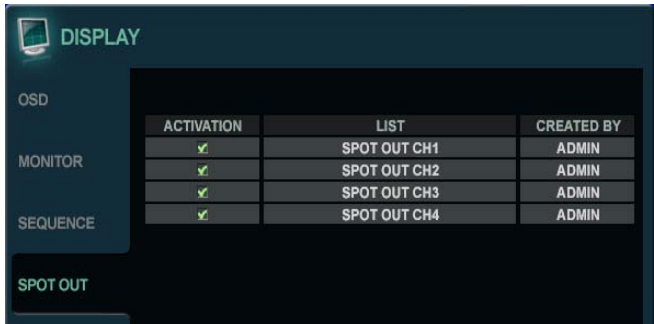 DISPLAY
OSD
ACTIVATION LIST CREATED BY
SPOT OUT CH1 ADMIN
MONITOR
SPOT OUT CH2 ADMIN
SPOT OUT CH3 ADMIN
SPOT OUT CH4 ADMIN
SEQUENCE
SPOT OUT